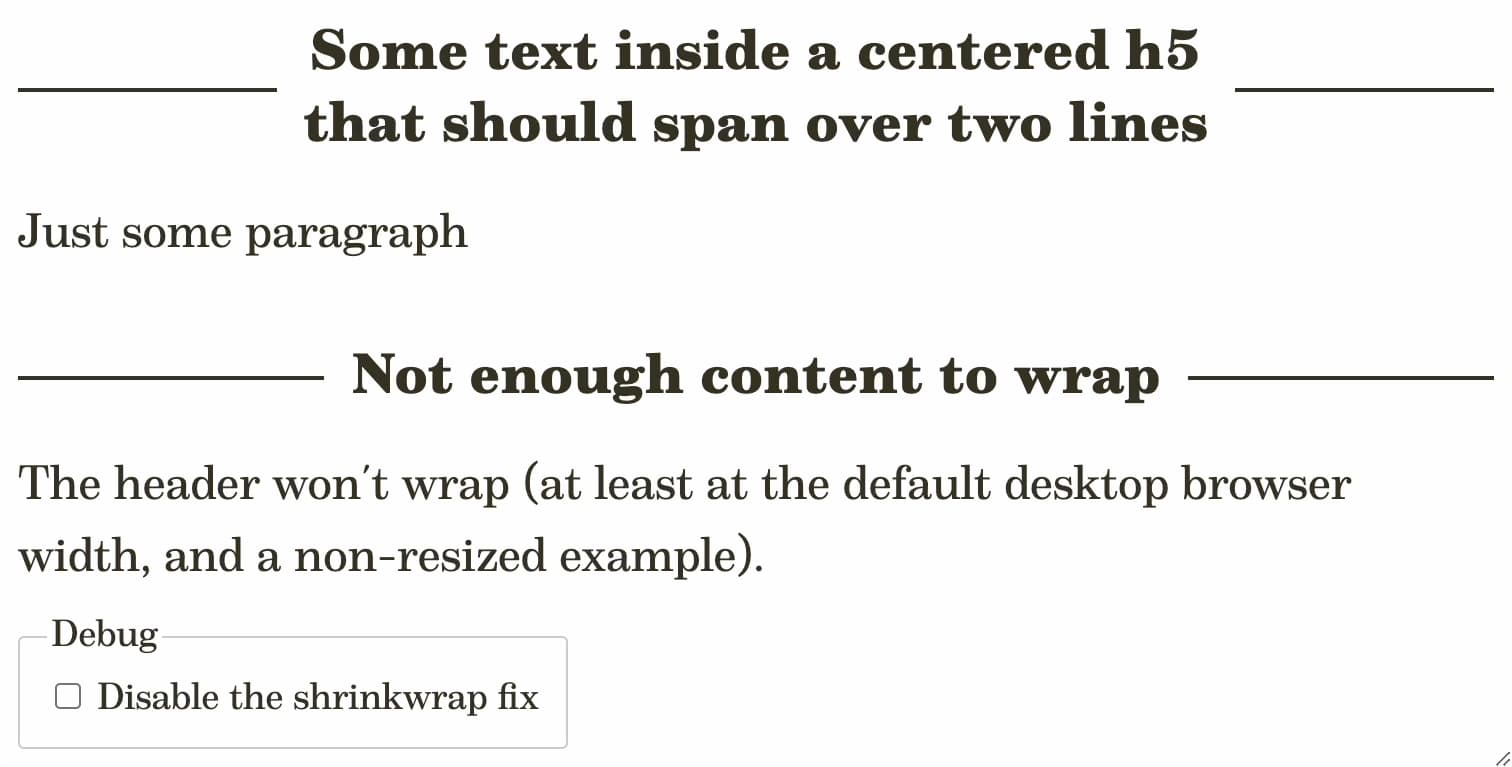 Some text inside a centered h5
that should span over two lines
Just some paragraph
Not enough content to wrap
The header won't wrap (at least at the default desktop browser
width, and a non-resized example).
Debug
Disable the shrinkwrap fix